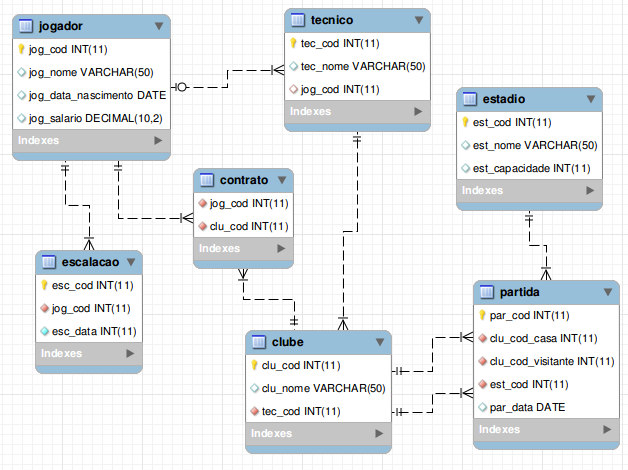 jogador
jog_cod INT(11)
jog_nome VARCHAR(50)
jog_data_nascimento DATE
jog_salario DECIMAL(10,2)
Indexes
tecnico
tec_cod INT(11)
tec_nome VARCHAR(50)
jog_cod INT(11)
Indexes
estadio
est_cod INT(11)
est_nome VARCHAR(50)
est_capacidade INT(11)
Indexes
contrato
jog_cod INT(11)
clu_cod INT(11)
Indexes
escalacao
esc_cod INT(11)
jog_cod INT(11)
esc_data INT(11)
Indexes
clube
clu_cod INT(11)
clu_nome VARCHAR(50)
tec_cod INT(11)
Indexes
partida
par_cod INT(11)
clu_cod_casa INT(11)
clu_cod_visitante INT(11)
est_cod INT(11)
par_data DATE
Indexes